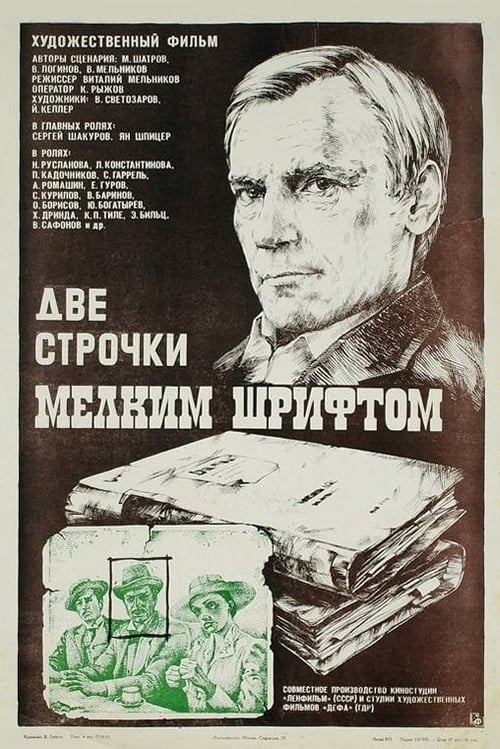 ХУДОЖЕСТВЕННЫЙ ФИЛЬМ
АВТОРЫ СЦЕНАРИЯ: М. ШАТРОВ,
В. ЛОГИНОВ, В. МЕЛЬНИКОВ
РЕЖИССЕР ВИТАЛИЙ МЕЛЬНИКОВ
ОПЕРАТОР К. РЫЖОВ
ХУДОЖНИКИ: В. СВЕТОЗАРОВ,
Й. КЕПЛЕР
В ГЛАВНЫХ РОЛЯХ:
СЕРГЕЙ ШАКУРОВ, ЯН ШПИЦЕР
В РОЛЯХ:
Н. РУСЛАНОВА, Л. КОНСТАНТИНОВА,
П. КАДОЧНИКОВ, С. ГАРРЕЛЬ,
А. РОМАШИН, Е. ГУРОВ,
С. КУРИЛОВ, В. БАРИНОВ,
О. БОРИСОВ, Ю. БОГАТЫРЕВ,
Х. ДРИНДА, К. П. ТИЛЕ, Э. БИЛЬЦ,
В. САФОНОВ и др.
ДВЕ
СТРОЧКИ
МЕЛКИМ ШРИФТОМ
СОВМЕСТНОЕ ПРОИЗВОДСТВО КИНОСТУДИИ
«ЛЕНФИЛЬМ» (СССР) И СТУДИИ ХУДОЖЕСТВЕННЫХ
ФИЛЬМОВ «ДЕФА» (ГДР)